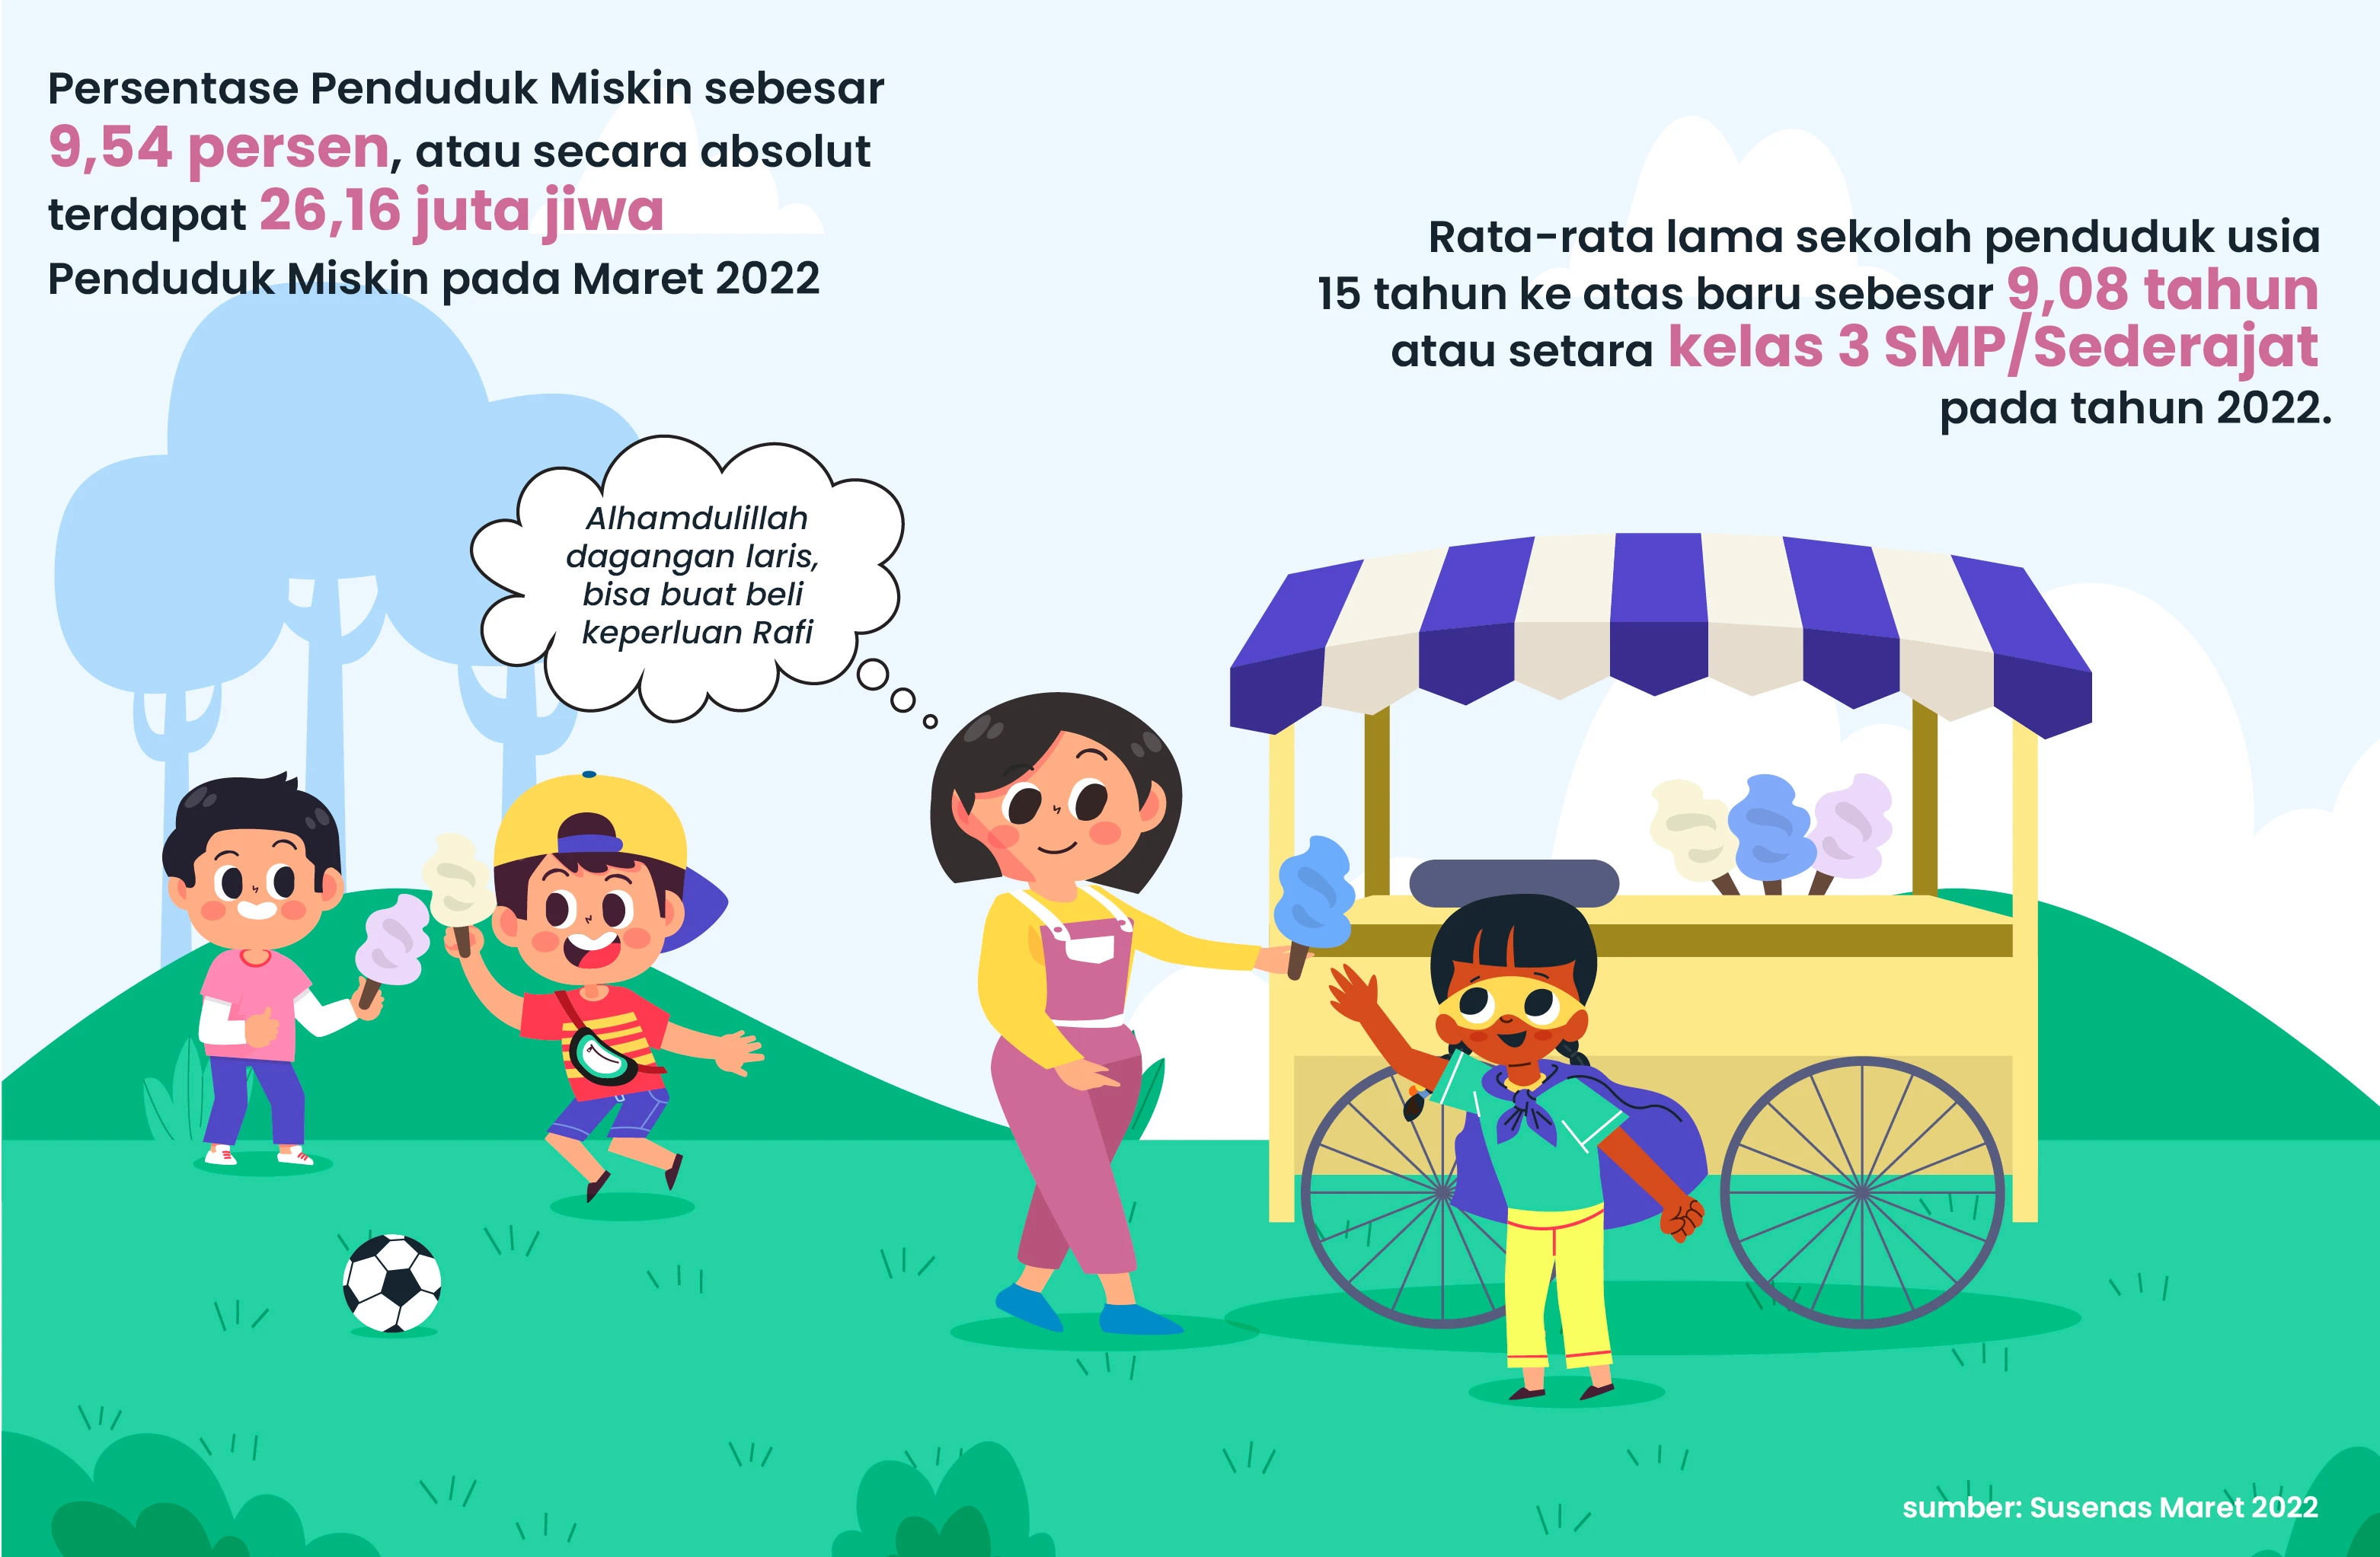 Persentase Penduduk Miskin sebesar
9,54 persen, atau secara absolut
terdapat 26,16 juta jiwa
Penduduk Miskin pada Maret 2022
Rata-rata lama sekolah penduduk usia
15 tahun ke atas baru sebesar 9,08 tahun
atau setara kelas 3 SMP/Sederajat
pada tahun 2022.
Alhamdulillah
dagangan laris,
bisa buat beli
keperluan Rafi
sumber: Susenas Maret 2022